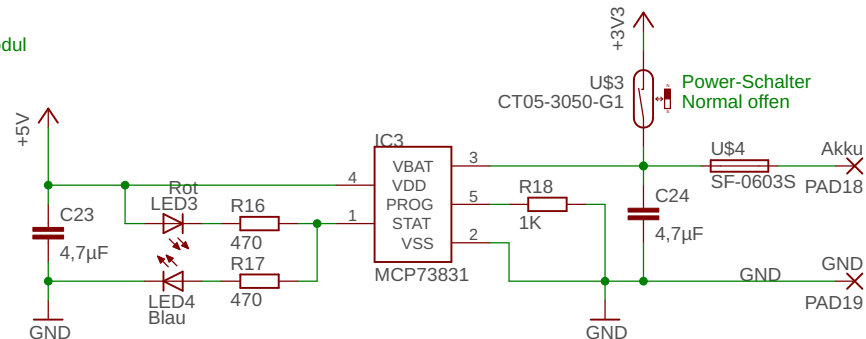 odul
+3V3
U$3
CT05-3050-G1
Power-Schalter
Normal offen
+5V
IC3
4
VBAT
3
VDD
PROG
5
1
STAT
VSS
2
MCP73831
U$4
SF-0603S
Akku
PAD18
Rot
LED3
R16
470
C23
4,7µF
R18
1K
C24
4,7µF
R17
470
LED4
Blau
GND
GND
GND
GND
PAD19